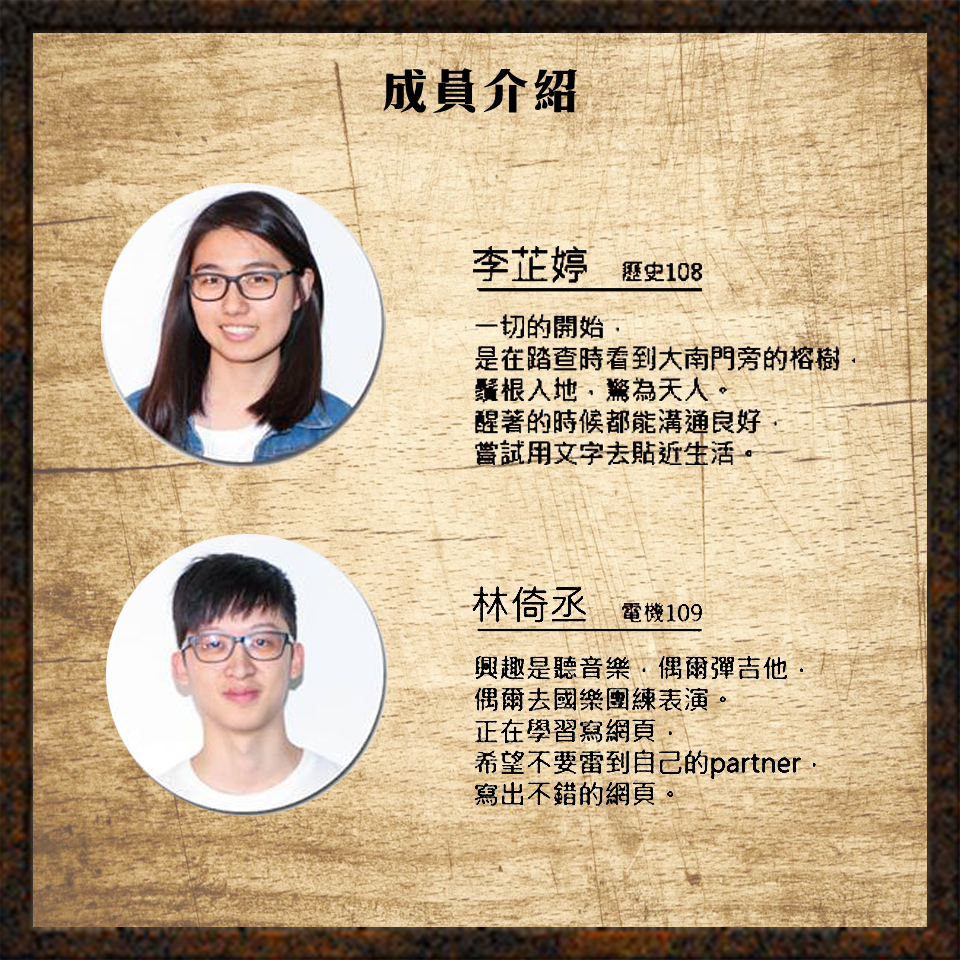 成員介紹
李芷婷 歷史108
一切的開始，
是在踏查時看到大南門旁的榕樹，
鬚根入地，驚為天人。
醒著的時候都能溝通良好，
嘗試用文字去貼近生活。
林倚丞 電機109
興趣是聽音樂，偶爾彈吉他，
偶爾去國樂團練表演。
正在學習寫網頁，
希望不要雷到自己的partner，
寫出不錯的網頁。